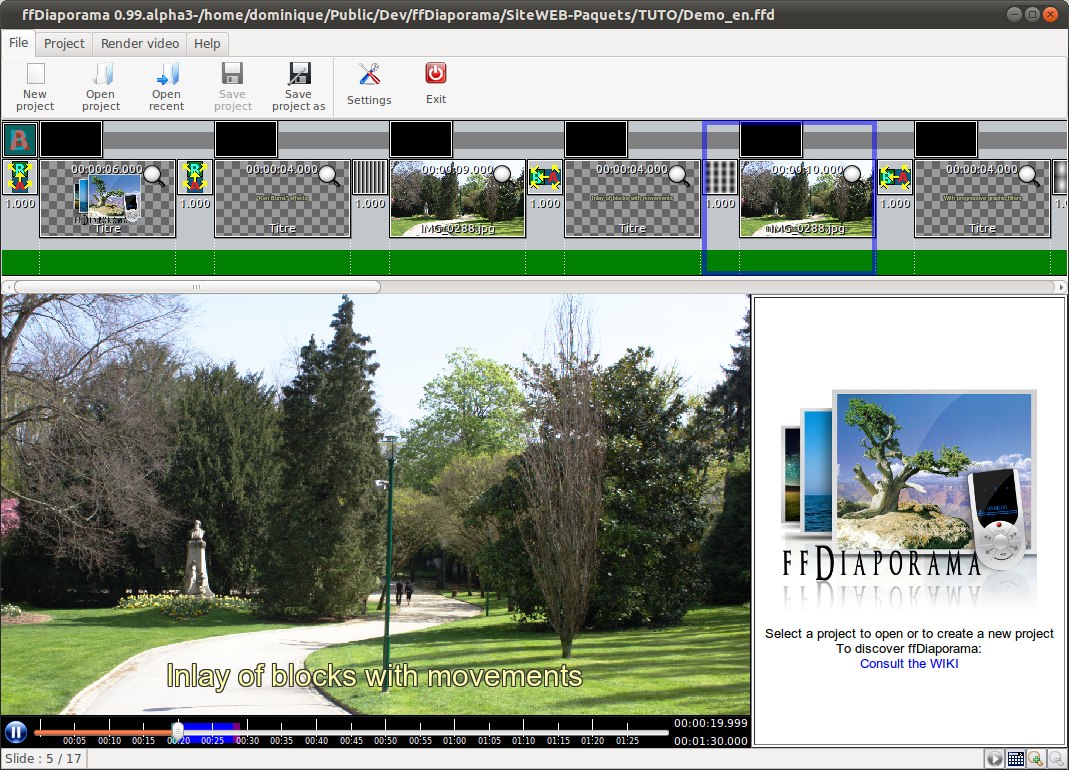 ffDiaporama 0.99.alpha3-/home/dominique/Public/Dev/ffDiaporama/SiteWEB-Paquets/TUTO/Demo_en.ffd
File Project Render video Help
New project
Open project
Open recent
Save project
Save project as
Settings
Exit
B
00:00:06.000 00:00:04.000 00:00:09.000 00:00:04.000 00:00:10.000 00:00:04.000
"Ken Burns" effects
Inlay of blocks with movements
With progressive graphic filters
1.000 1.000 1.000 1.000 1.000 1.000
Titre Titre IMG_0288.jpg Titre IMG_0288.jpg Titre
Inlay of blocks with movements
ffDiaporama
Select a project to open or to create a new project
To discover ffDiaporama:
Consult the WIKI
00:00:19.999
00:05 00:10 00:15 00:20 00:25 00:30 00:35 00:40 00:45 00:50 00:55 01:00 01:05 01:10 01:15 01:20 01:25
00:01:30.000
Slide : 5 / 17